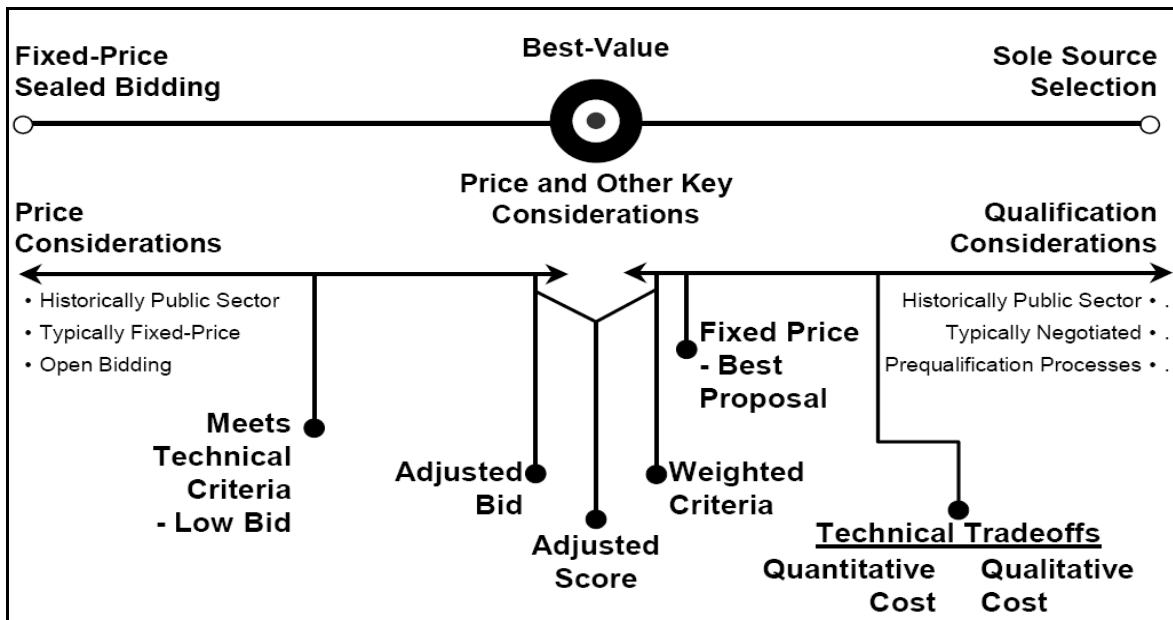 Fixed-Price
Sealed Bidding
Best-Value
Sole Source
Selection
Price and Other Key
Considerations
Price
Considerations
Qualification
Considerations
• Historically Public Sector
• Typically Fixed-Price
• Open Bidding
Historically Public Sector • .
Typically Negotiated • .
Prequalification Processes • .
Meets
Technical
Criteria
- Low Bid
Adjusted
Bid
Adjusted
Score
Weighted
Criteria
Fixed Price
- Best
Proposal
Technical Tradeoffs
Quantitative
Cost
Qualitative
Cost